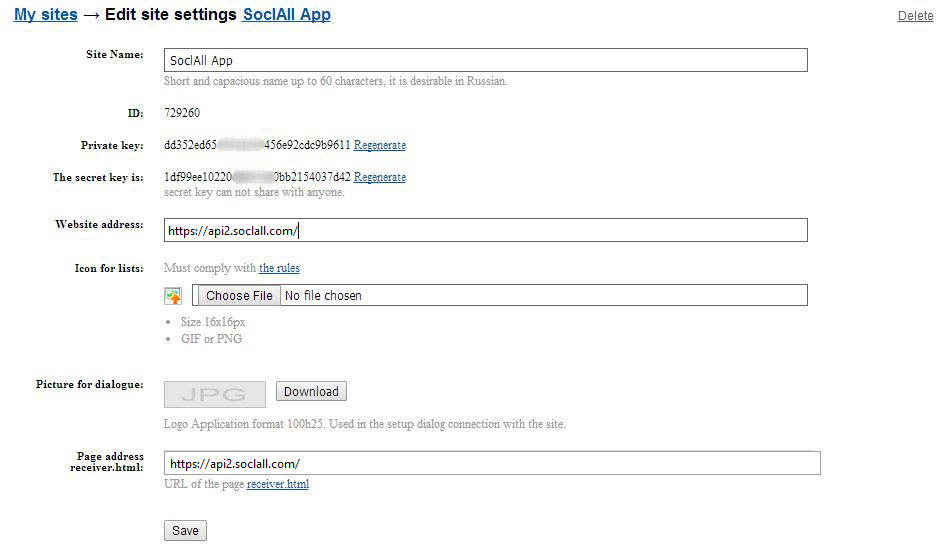 My sites → Edit site settings SoclAll App
Delete
Site Name:
SoclAll App
Short and capacious name up to 60 characters, it is desirable in Russian.
ID:
729260
Private key:
dd352ed65 456e92cdc9b9611 Regenerate
The secret key is:
1df99ee10220 0bb2154037d42 Regenerate
secret key can not share with anyone.
Website address:
https://api2.soclall.com/
Icon for lists:
Must comply with the rules
Choose File No file chosen
• Size 16x16px
• GIF or PNG
Picture for dialogue:
JPG
Download
Logo Application format 100h25. Used in the setup dialog connection with the site.
Page address
receiver.html:
https://api2.soclall.com/
URL of the page receiver.html
Save